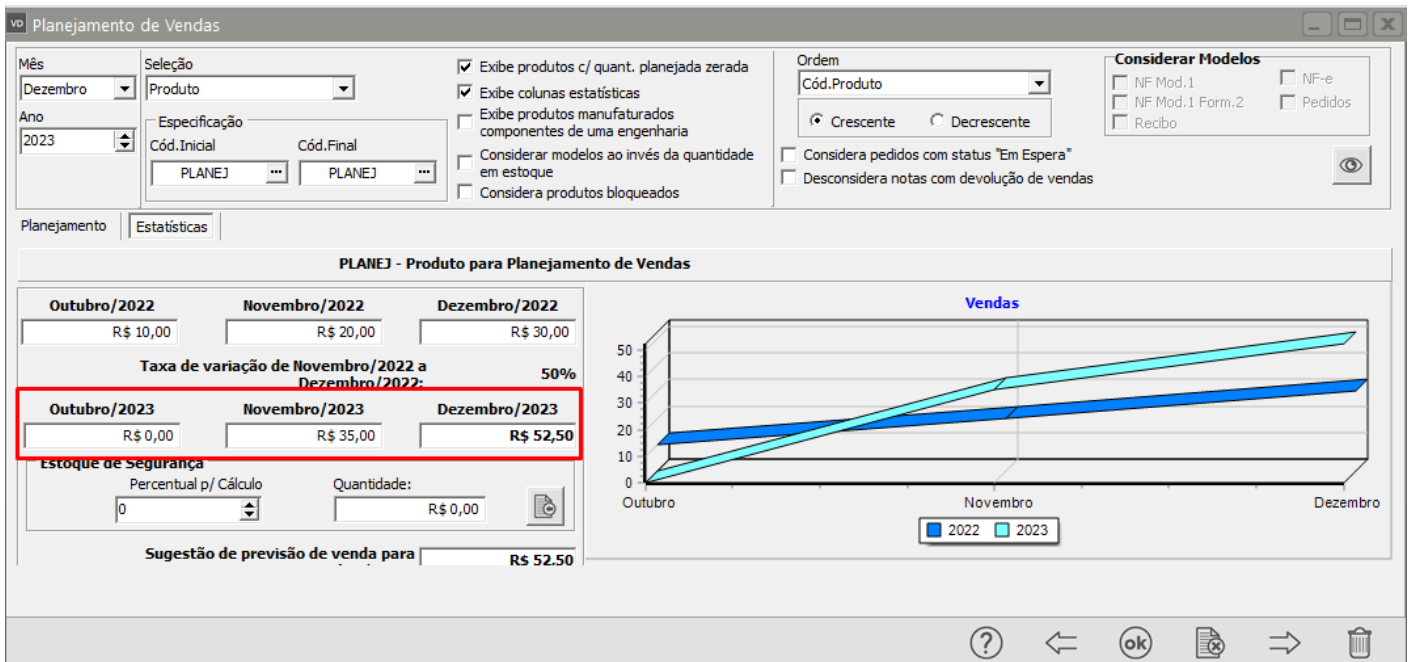 VD Planejamento de Vendas
Mês
Dezembro
Ano
2023
Seleção
Produto
Especificação
Cód.Inicial Cód.Final
PLANEJ ... PLANEJ ...
Exibe produtos c/ quant. planejada zerada
Exibe colunas estatísticas
Exibe produtos manufaturados
componentes de uma engenharia
Considerar modelos ao invés da quantidade
em estoque
Considera produtos bloqueados
Ordem
Cód.Produto
Crescente Decrescente
Considera pedidos com status "Em Espera"
Desconsidera notas com devolução de vendas
Considerar Modelos
NF Mod.1 NF-e
NF Mod.1 Form.2 Pedidos
Recibo
Planejamento Estatísticas
PLANEJ - Produto para Planejamento de Vendas
Outubro/2022 Novembro/2022 Dezembro/2022
R$ 10,00 R$ 20,00 R$ 30,00
Taxa de variação de Novembro/2022 a
Dezembro/2022: 50%
Outubro/2023 Novembro/2023 Dezembro/2023
R$ 0,00 R$ 35,00 R$ 52,50
Estoque de Segurança
Percentual p/ Cálculo Quantidade:
0 R$ 0,00
Sugestão de previsão de venda para R$ 52,50
Vendas
50
40
30
20
10
0
Outubro Novembro Dezembro
2022 2023
? ok